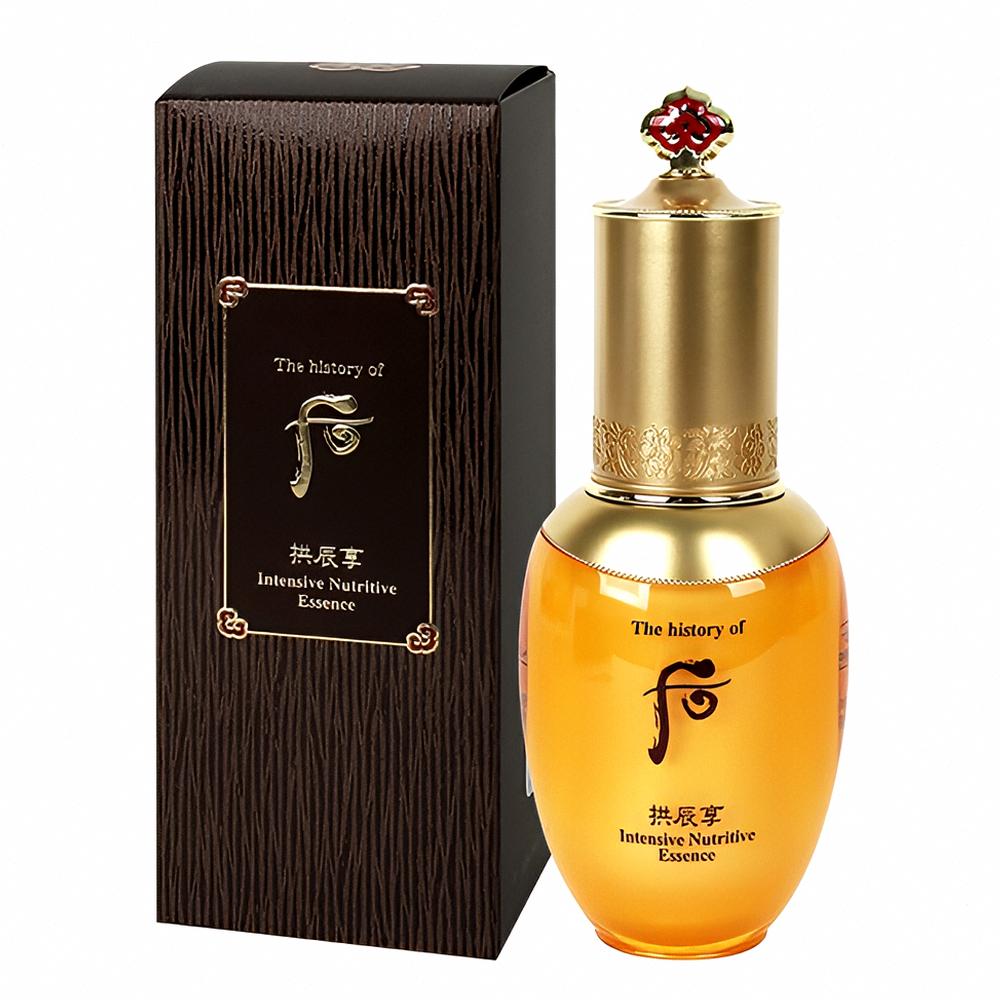 The history of
后
拱辰享
Intensive Nutritive
Essence
The history of
后
拱辰享
Intensive Nutritive
Essence